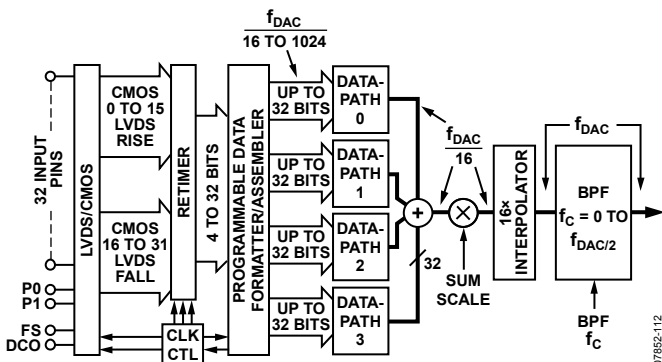 32 INPUT
PINS
P0
P1
FS
DCO
LVDS/CMOS
CMOS
0 TO 15
LVDS
RISE
CMOS
16 TO 31
LVDS
FALL
RETIMER
CLK
CTL
4 TO 32 BITS
PROGRAMMABLE DATA
FORMATTER/ASSEMBLER
fDAC
16 TO 1024
UP TO
32 BITS
UP TO
32 BITS
UP TO
32 BITS
UP TO
32 BITS
DATA-
PATH
0
DATA-
PATH
1
DATA-
PATH
2
DATA-
PATH
3
fDAC
16
+
32
×
SUM
SCALE
16×
INTERPOLATOR
fDAC
BPF
fC = 0 TO
fDAC/2
BPF
fC
07852-112